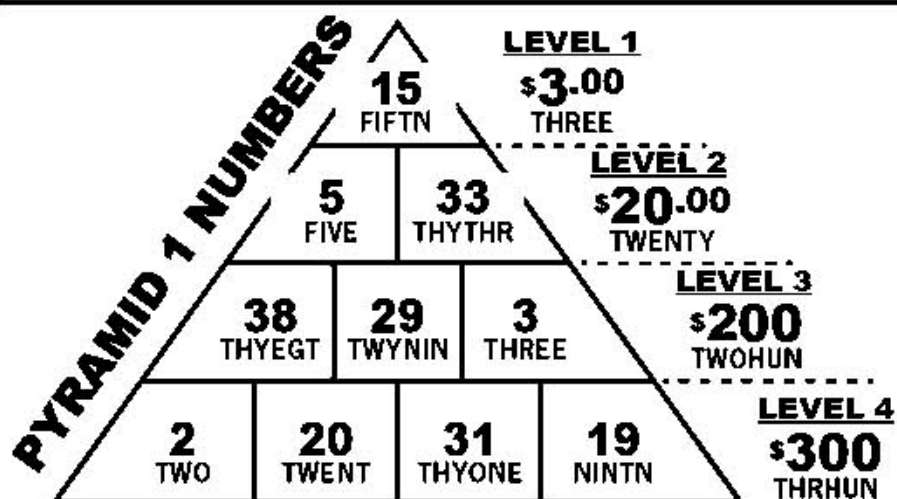 PYRAMID 1 NUMBERS
15
FIFTN
LEVEL 1
$3.00
THREE
5
FIVE
33
THYTHR
LEVEL 2
$20.00
TWENTY
38
THYEGT
29
TWYNIN
3
THREE
LEVEL 3
$200
TWOHUN
2
TWO
20
TWENT
31
THYONE
19
NINTN
LEVEL 4
$300
THRHUN